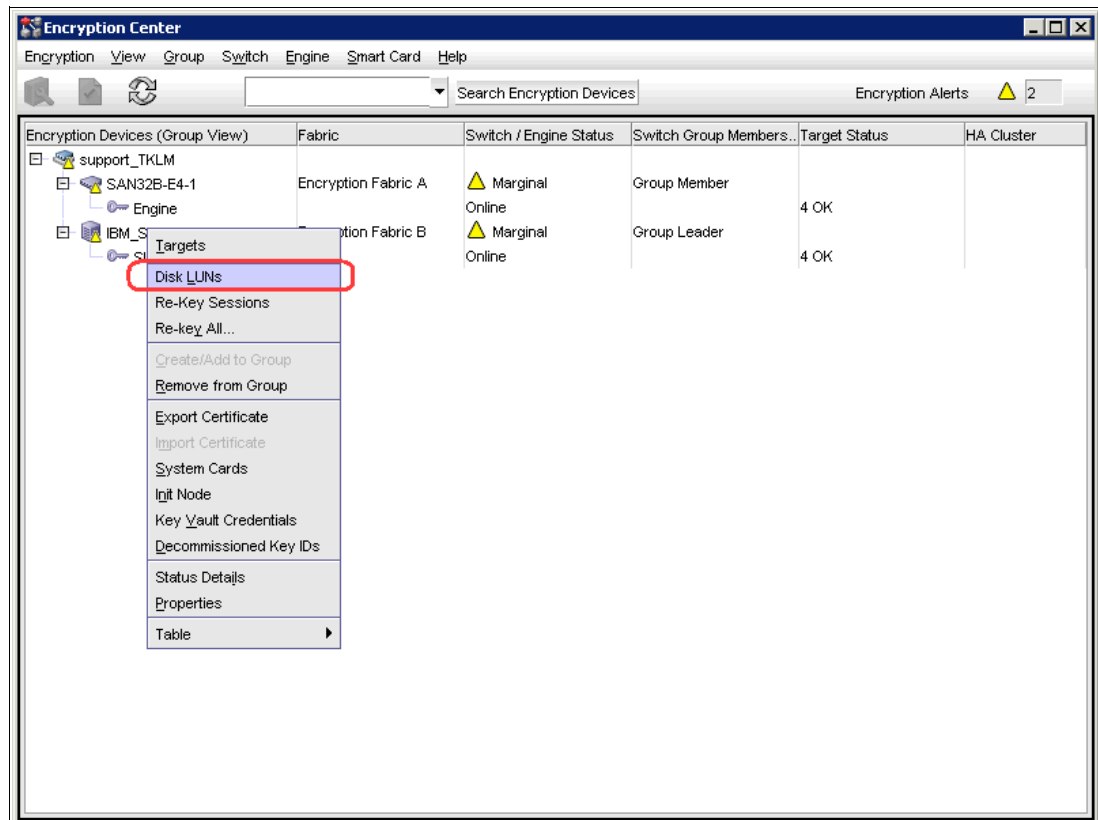 Encryption Center
Encryption View Group Switch Engine Smart Card Help
Search Encryption Devices Encryption Alerts 2
Encryption Devices (Group View) Fabric Switch / Engine Status Switch Group Members... Target Status HA Cluster
support_TKLM
SAN32B-E4-1 Encryption Fabric A Marginal Group Member
Engine Online 4 OK
IBM_S ption Fabric B Marginal Group Leader
Sl Online 4 OK
Targets
Disk LUNs
Re-Key Sessions
Re-key All...
Create/Add to Group
Remove from Group
Export Certificate
Import Certificate
System Cards
Init Node
Key Vault Credentials
Decommissioned Key IDs
Status Details
Properties
Table